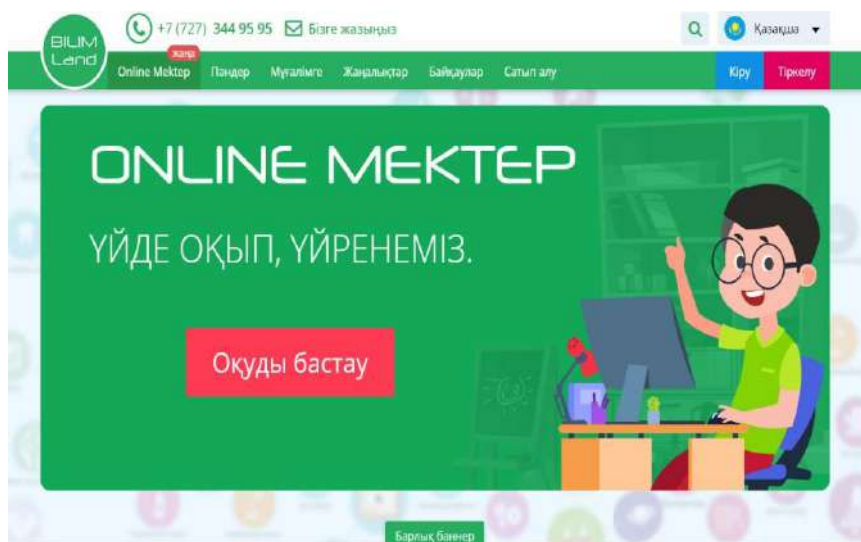 BILIM
Land
+7 (727) 344 95 95 Бізге жазыңыз
Қазақша
жаңа
Online Mektep Пәндер Мұғалімге Жаңалықтар Байқаулар Сатып алу Кіру Тіркелу
ONLINE MEKTEP
ҮЙДЕ ОҚЫП, ҮЙРЕНЕМІЗ.
Оқуды бастау
Барлық баннер